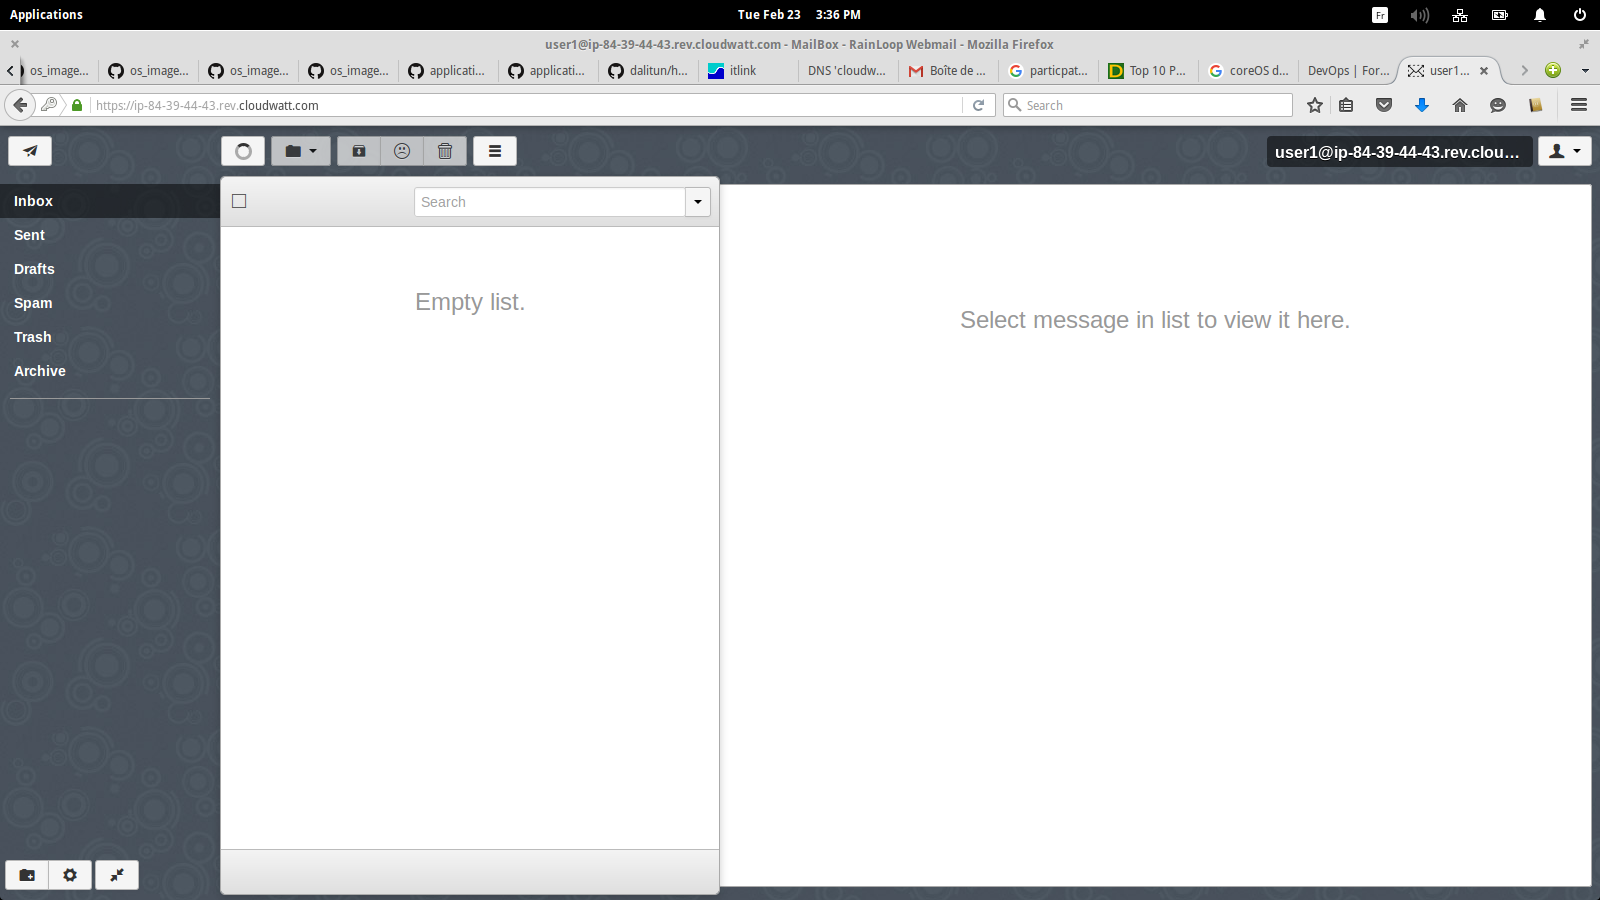 Applications
Tue Feb 23 3:36 PM
Fr
user1@ip-84-39-44-43.rev.cloudwatt.com - MailBox - RainLoop Webmail - Mozilla Firefox
os_image... os_image... os_image... os_image... applicati... applicati... dalitun/h... itlink DNS 'cloudw... Boîte de ... particpat... Top 10 P... coreOS d... DevOps | For... user1...
https://ip-84-39-44-43.rev.cloudwatt.com
Search
user1@ip-84-39-44-43.rev.clou...
Inbox
Sent
Drafts
Spam
Trash
Archive
Search
Empty list.
Select message in list to view it here.